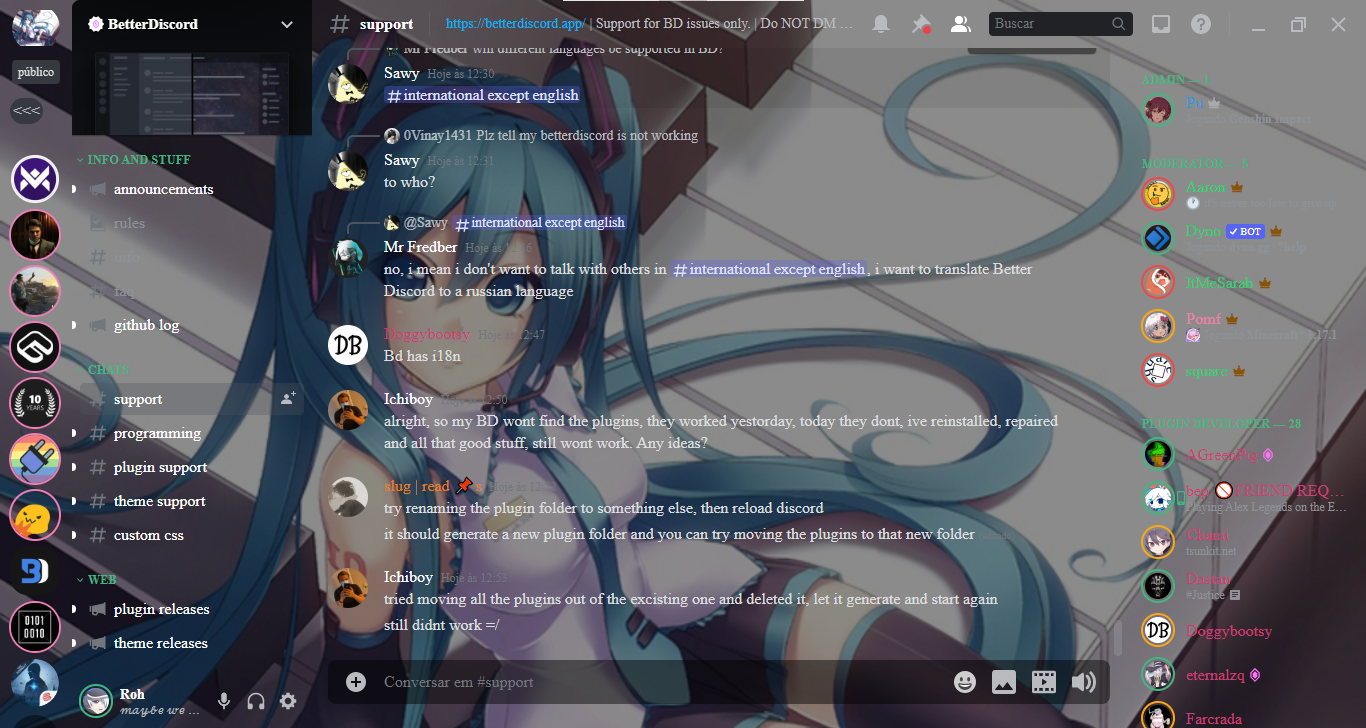 público
<<<
10
YEARS
0101
0010
BetterDiscord
INFO AND STUFF
announcements
rules
info
faq
github log
CHATS
support
programming
plugin support
theme support
custom css
WEB
plugin releases
theme releases
Roh
maybe we ...
support
https://betterdiscord.app/ | Support for BD issues only. | Do NOT DM ...
Buscar
Mr Fredber will different languages be supported in BD?
Sawy Hoje às 12:30
#international except english
0Vinay1431 Plz tell my betterdiscord is not working
Sawy Hoje às 12:31
to who?
@Sawy #international except english
Mr Fredber Hoje às
no, i mean i don't want to talk with others in #international except english, i want to translate Better
Discord to a russian language
DB
Doggybootsy Hoje às 12:47
Bd has i18n
Ichiboy Hoje às 12:50
alright, so my BD wont find the plugins, they worked yesterday, today they dont, ive reinstalled, repaired
and all that good stuff, still wont work. Any ideas?
slug | read 📌s Hoje às
try renaming the plugin folder to something else, then reload discord
it should generate a new plugin folder and you can try moving the plugins to that new folder
Ichiboy Hoje às 12:53
tried moving all the plugins out of the excisting one and deleted it, let it generate and start again
still didnt work =/
Conversar em #support
ADMIN — 1
MODERATOR — 5
Aaron
Dyno BOT
ItMeSarah
Pomf
square
PLUGIN DEVELOPER — 28
AGreenPig
🚫 FRIEND REQ...
Playing Alex Legends on the E...
tsunkit.net
#Justice
DB
Doggybootsy
eternalzq
Farcrada